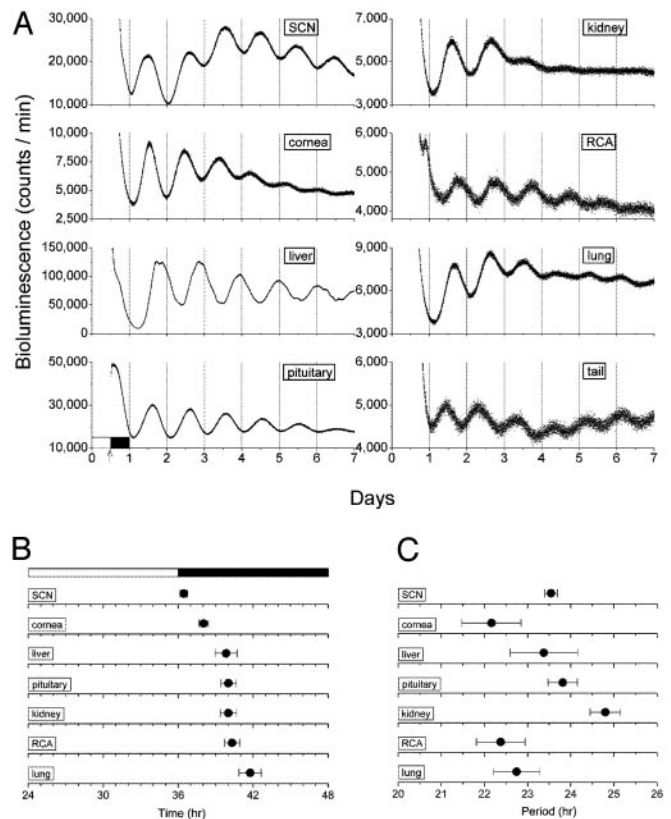 A
Bioluminescence (counts / min)
30,000
20,000
10,000
SCN
7,000
5,000
3,000
kidney
10,000
7,500
5,000
2,500
cornea
6,000
5,000
4,000
RCA
150,000
100,000
50,000
0
liver
9,000
6,000
3,000
lung
50,000
30,000
10,000
pituitary
6,000
5,000
4,000
tail
0 1 2 3 4 5 6 7
1 2 3 4 5 6 7
Days
B
SCN
cornea
liver
pituitary
kidney
RCA
lung
24 30 36 42 48
Time (hr)
C
SCN
cornea
liver
pituitary
kidney
RCA
lung
20 21 22 23 24 25 26
Period (hr)